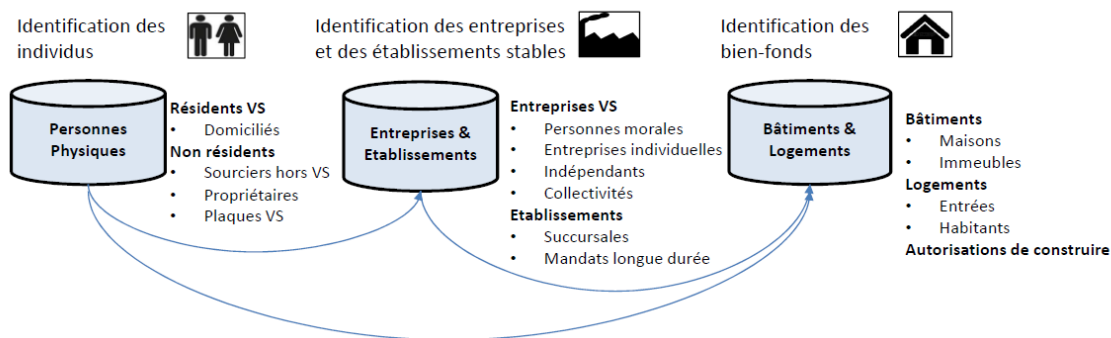 Identification des
individus
Identification des entreprises
et des établissements stables
Identification des
bien-fonds
Personnes
Physiques
Résidents VS
• Domiciliés
Non résidents
• Sourciers hors VS
• Propriétaires
• Plaques VS
Entreprises &
Etablissements
Entreprises VS
• Personnes morales
• Entreprises individuelles
• Indépendants
• Collectivités
Etablissements
• Succursales
• Mandats longue durée
Bâtiments &
Logements
Bâtiments
• Maisons
• Immeubles
Logements
• Entrées
• Habitants
Autorisations de construire